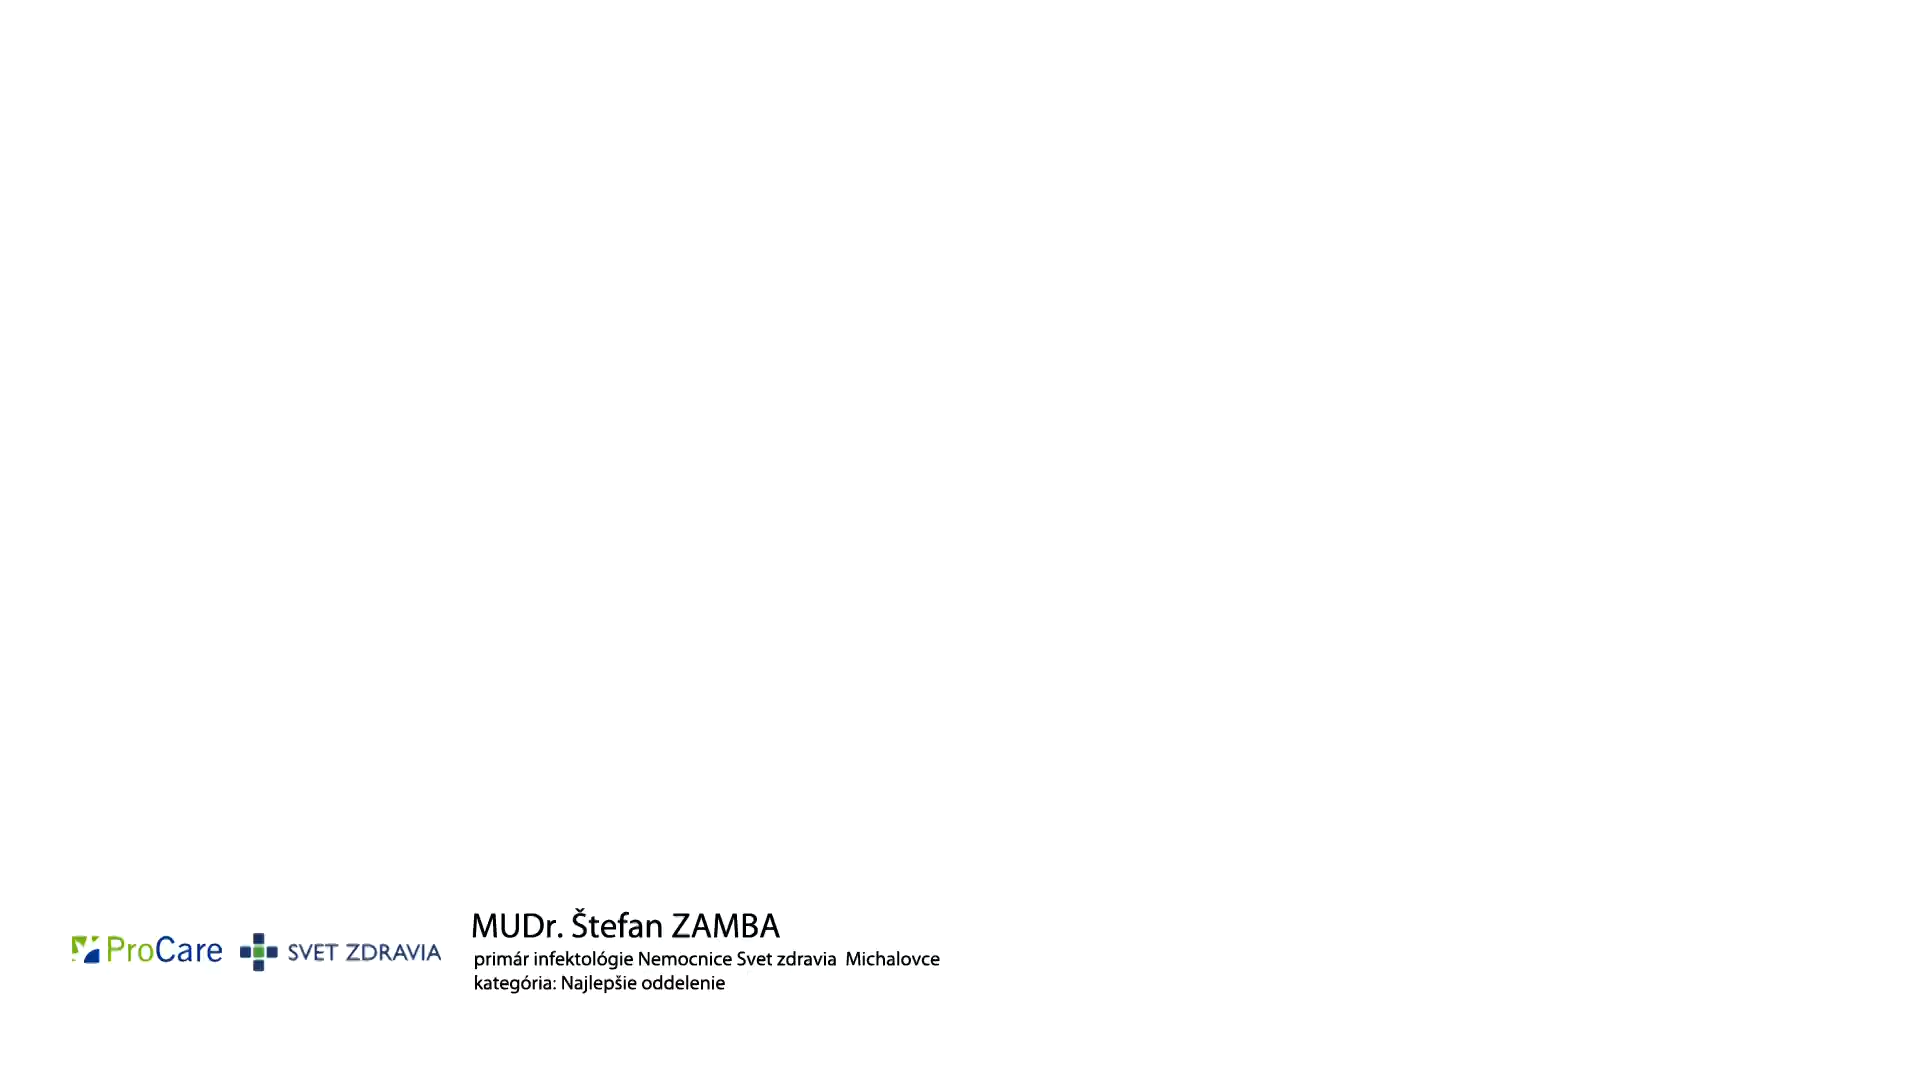 ProCare SVET ZDRAVIA
MUDr. Štefan ZAMBA
primár infektológie Nemocnice Svet zdravia  Michalovce
kategória: Najlepšie oddelenie